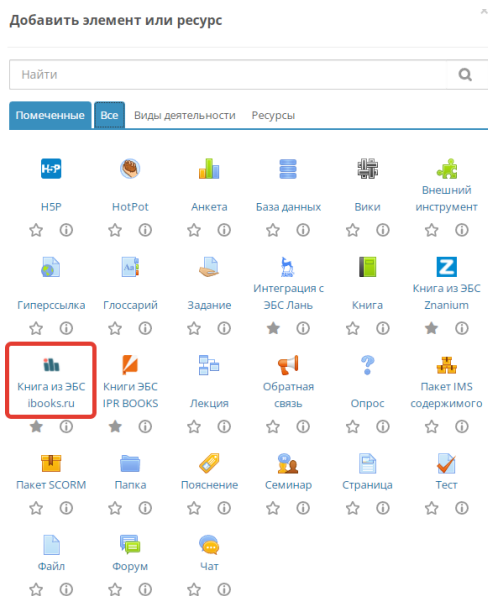 Добавить элемент или ресурс
Найти
Помеченные Все Виды деятельности Ресурсы
H5P
H5P HotPot Анкета База данных Вики Внешний инструмент
Aa
Гиперссылка Глоссарий Задание Интеграция с ЭБС Лань Книга Книга из ЭБС Znanium
Z
Книга из ЭБС ibooks.ru Книги ЭБС IPR BOOKS Лекция Обратная связь Опрос Пакет IMS содержимого
Пакет SCORM Папка Пояснение Семинар Страница Тест
Файл Форум Чат